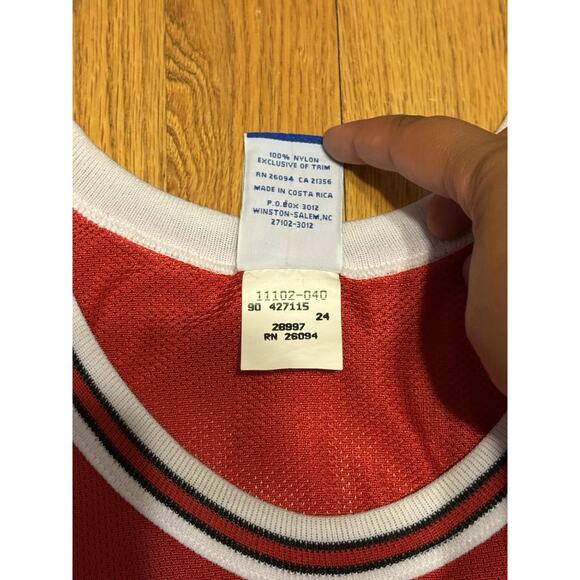 100% NYLON
EXCLUSIVE OF TRIM
RN 26094 CA 21356
MADE IN COSTA RICA
P.O.BOX 3012
WINSTON-SALEM,NC
27102-3012
11102-040
90 427115
24
28997
RN 26094